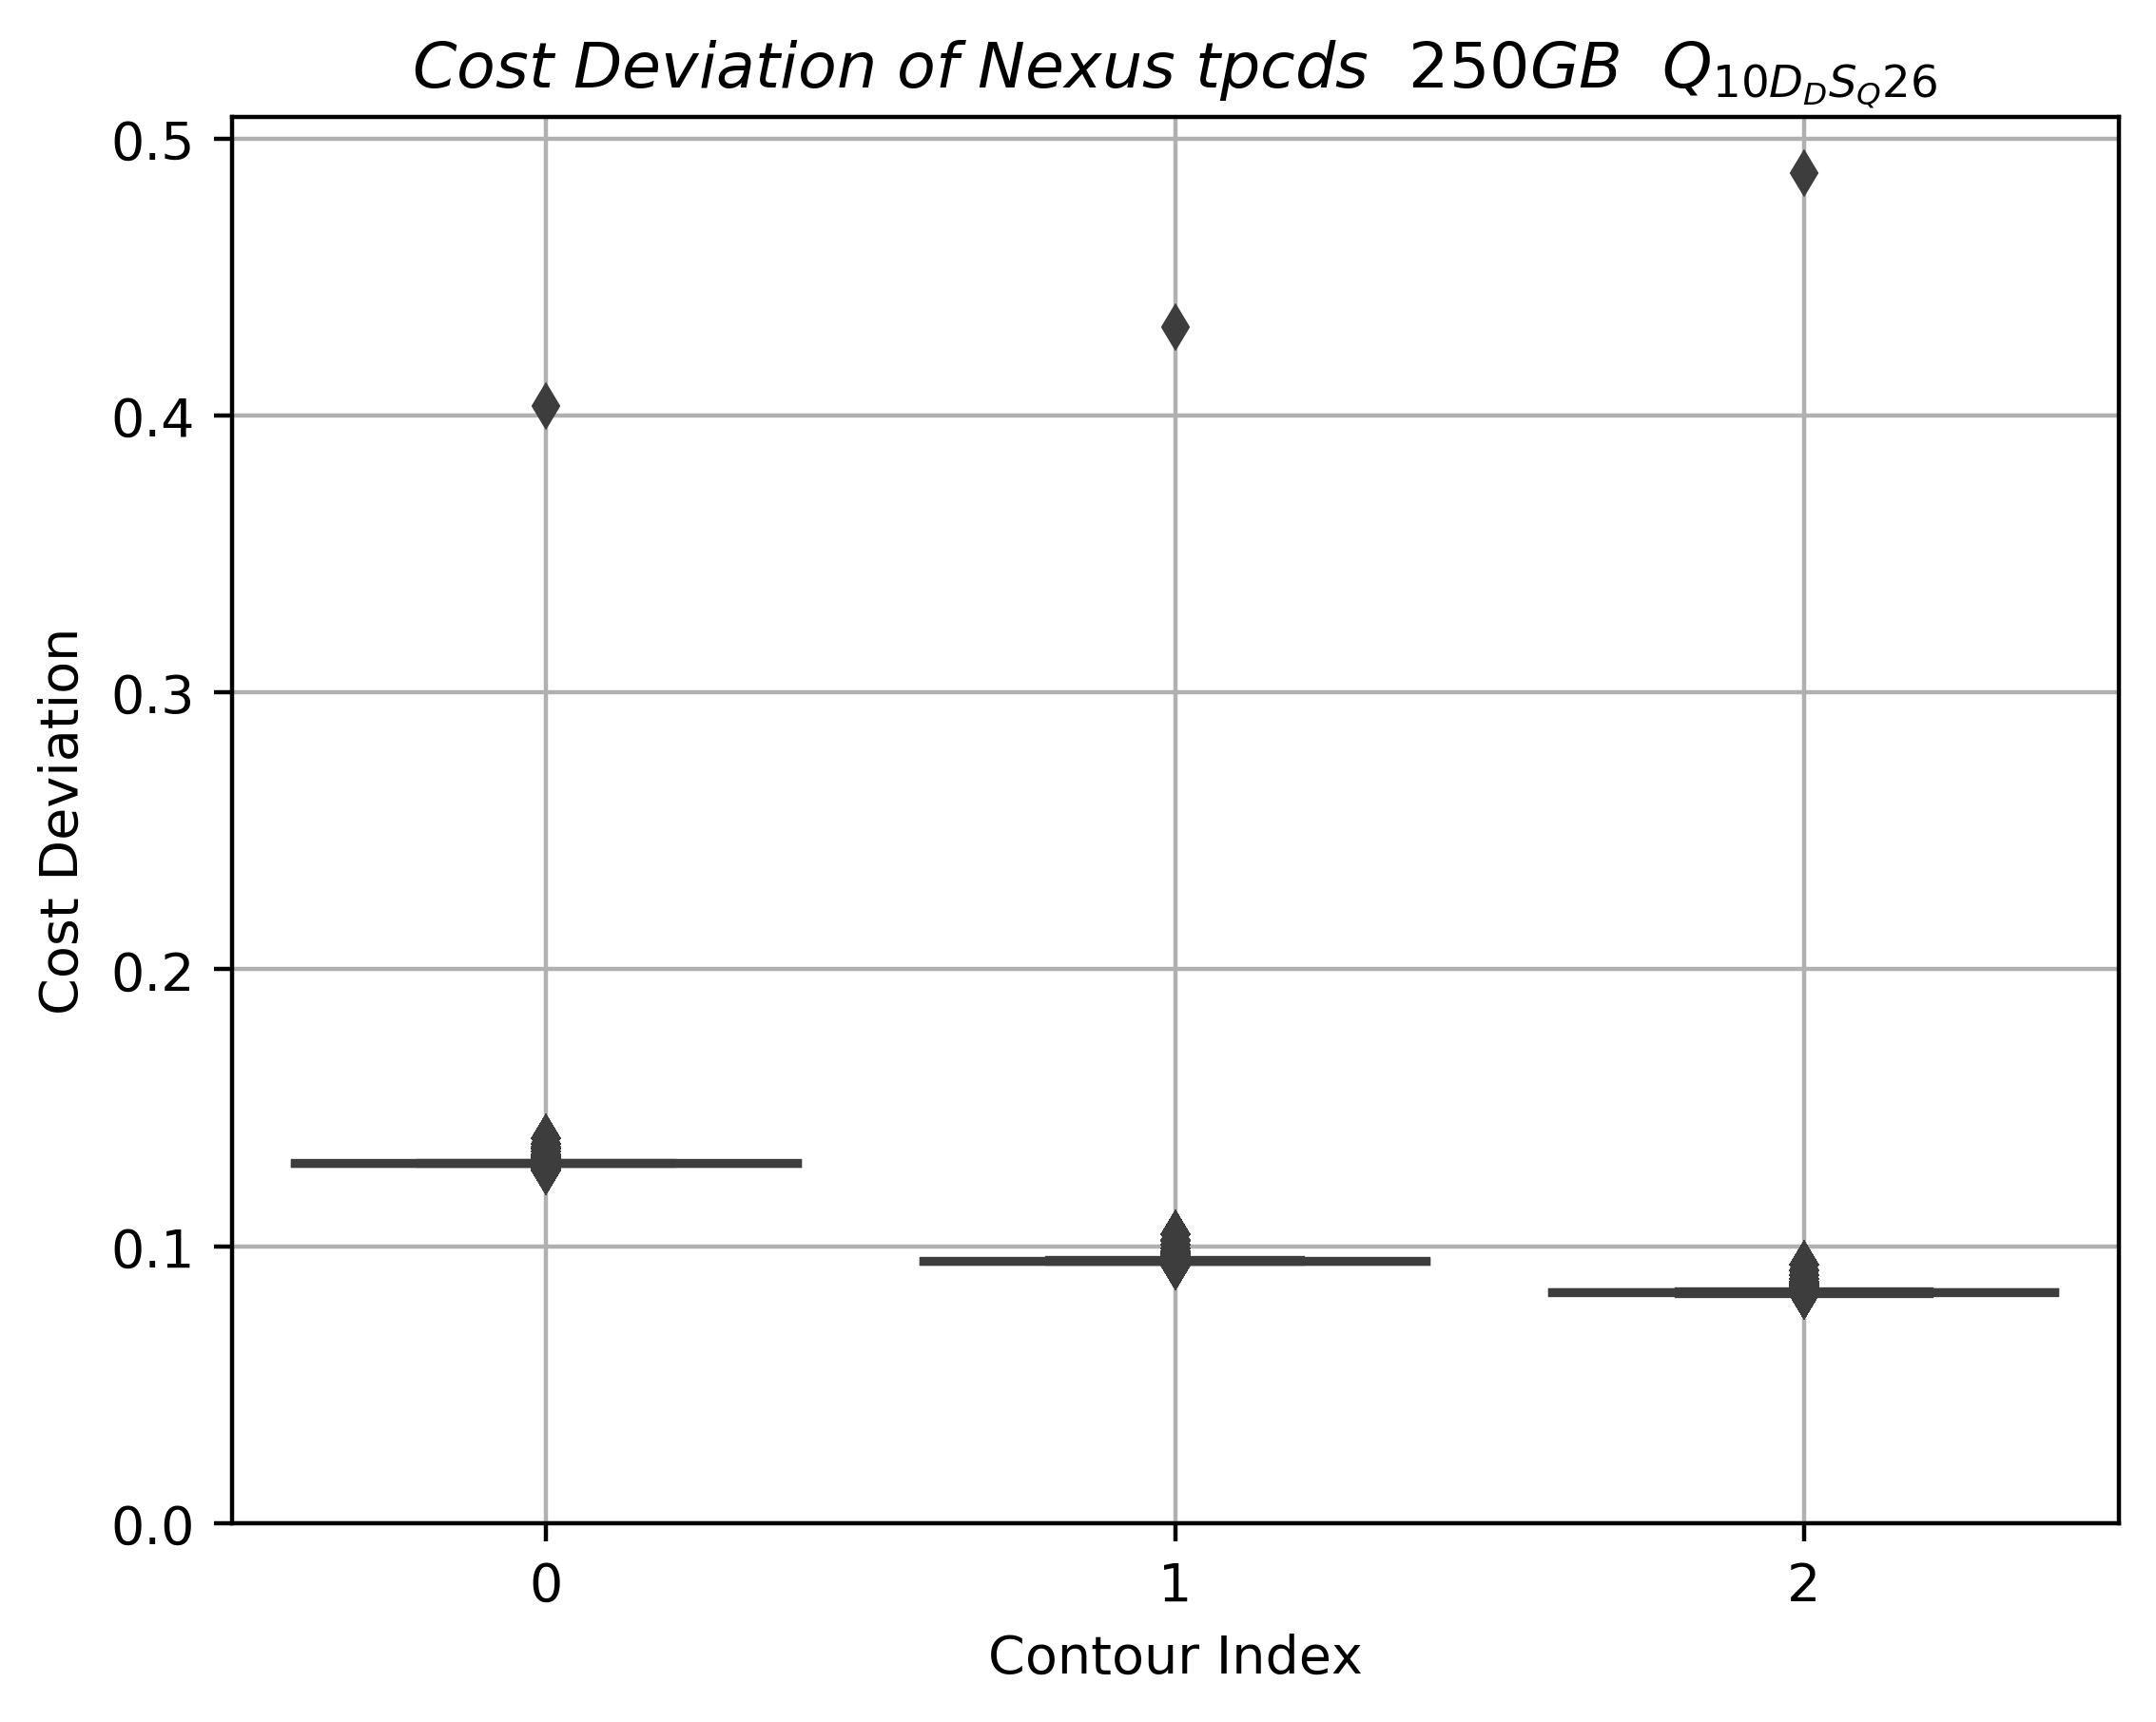 Cost Deviation of Nexus tpcds 250GB Q10D_DS_Q26
0.5
0.4
0.3
0.2
0.1
0.0
Cost Deviation
0 1 2
Contour Index